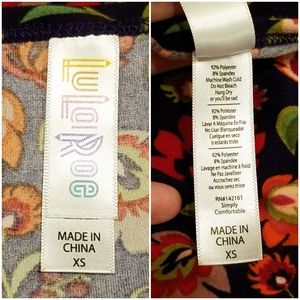 LuLaRoe
MADE IN
CHINA
XS
92% Polyester
8% Spandex
Machine Wash Cold
Do Not Bleach
Hang Dry
or you'll be sad
92% Poliéster
8% Spandex
Lavar A Máquina En Frío
No Use Blanqueador
Cuelgue en seco
o estarás triste
92% Polyester
8% Spandex
Lavage en machine à froid
Ne Pas Javelliser
Accrochez sec
ou vous serez triste
RN#142161
Simply
Comfortable
MADE IN
CHINA
XS